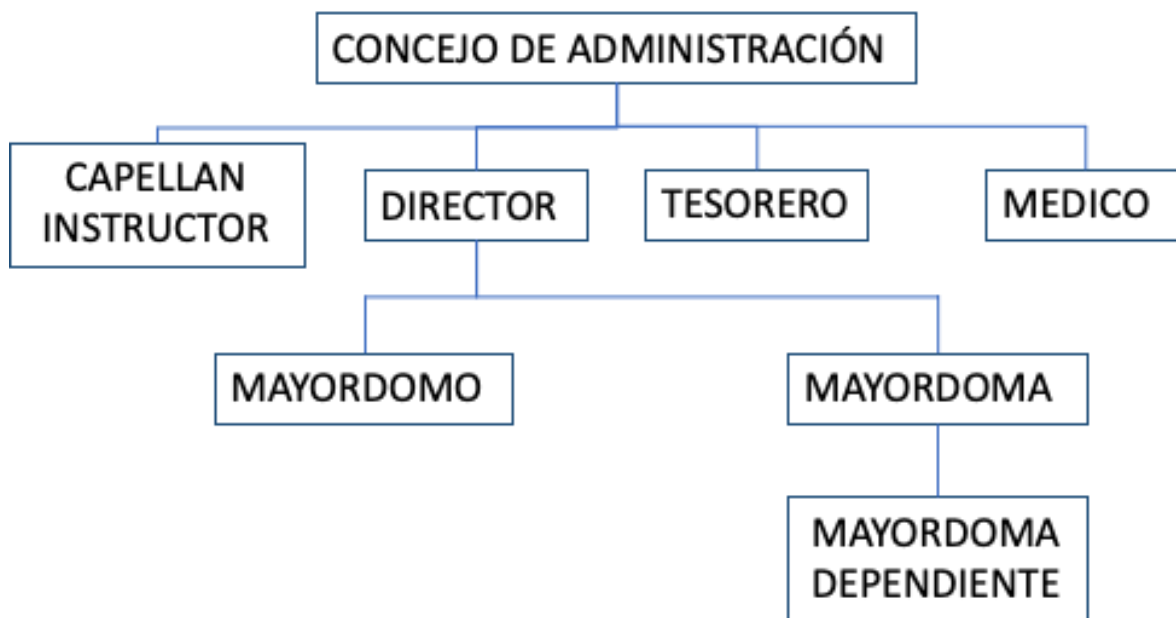 CONCEJO DE ADMINISTRACIÓN
CAPELLAN
INSTRUCTOR
DIRECTOR
TESORERO
MEDICO
MAYORDOMO
MAYORDOMA
MAYORDOMA
DEPENDIENTE